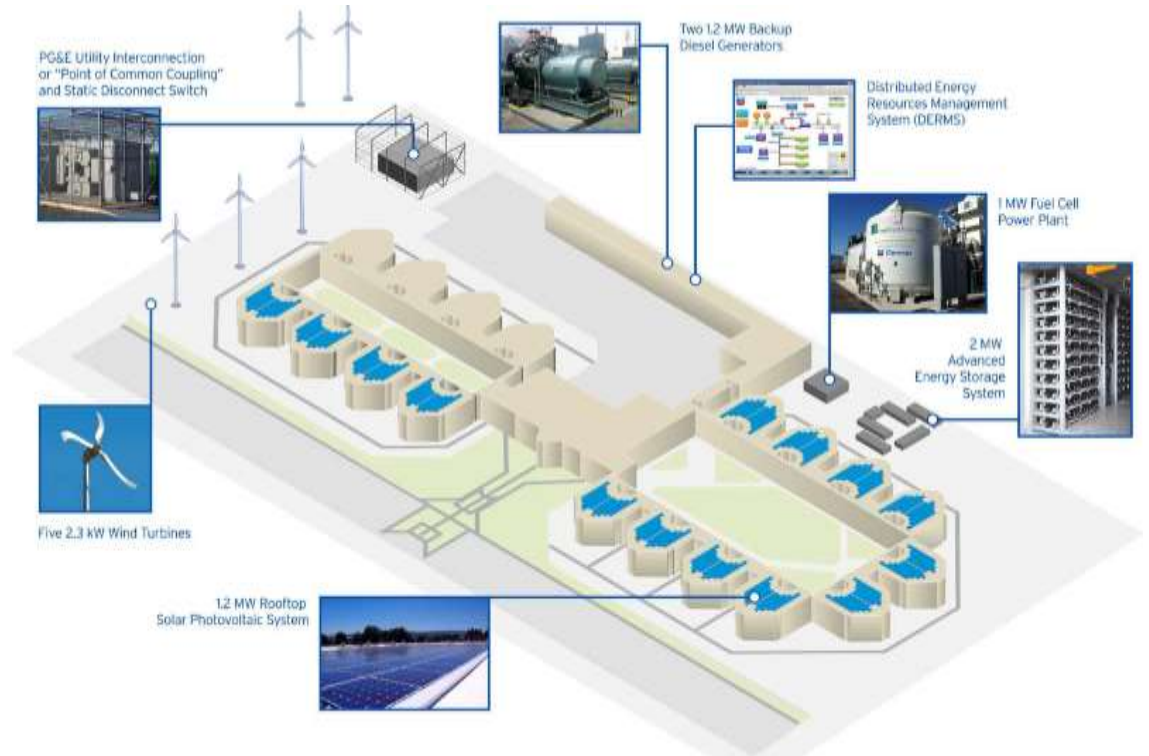 PG&E Utility Interconnection
or "Point of Common Coupling"
and Static Disconnect Switch
Two 1.2 MW Backup
Diesel Generators
Distributed Energy
Resources Management
System (DERMS)
1 MW Fuel Cell
Power Plant
2 MW
Advanced
Energy Storage
System
Five 2.3 kW Wind Turbines
1.2 MW Rooftop
Solar Photovoltaic System